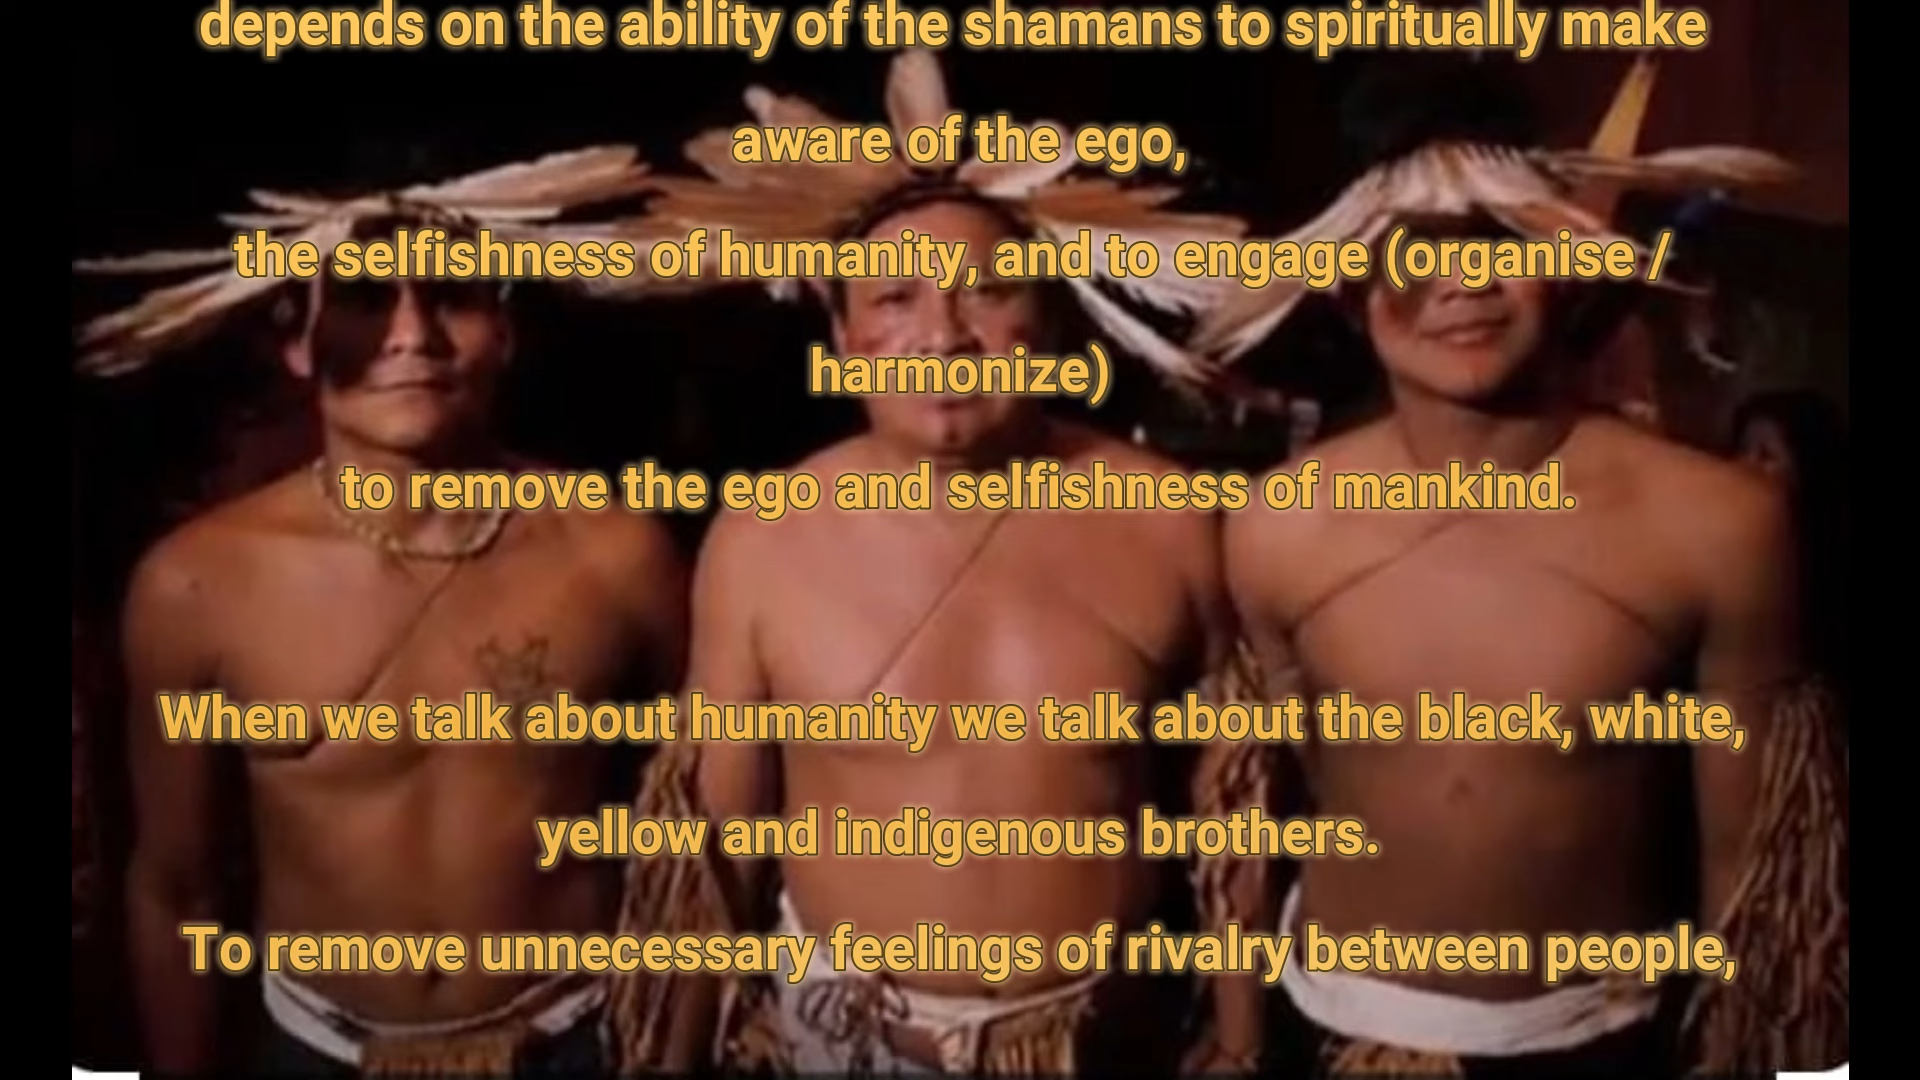 depends on the ability of the shamans to spiritually make
aware of the ego,
the selfishness of humanity, and to engage (organise /
harmonize)
to remove the ego and selfishness of mankind.
When we talk about humanity we talk about the black, white,
yellow and indigenous brothers.
To remove unnecessary feelings of rivalry between people,